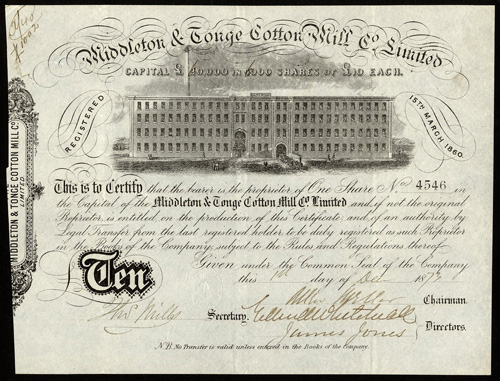 Middleton & Tonge Cotton Mill Co. Limited
CAPITAL £ 40,000 IN 6000 SHARES OF £10 EACH.
REGISTERED
15TH MARCH 1860.
MIDDLETON & TONGE COTTON MILL CO.
LIMITED
This is to Certify that the bearer is the proprietor of One Share No. 4546 in
the Capital of the Middleton & Tonge Cotton Mill Co. Limited and, if not the original
Proprietor is entitled on the production of this Certificate, and, if an authority by
Legal Transfer from the last registered holder to be duly registered as such Proprietor
in the Books of the Company, subject to the Rules and Regulations thereof
Given under the Common Seal of the Company
this 1st day of 187
Ten
Chairman.
Secretary.
James Jones
Directors.
N.B. No Transfer is valid unless entered in the Books of the Company.